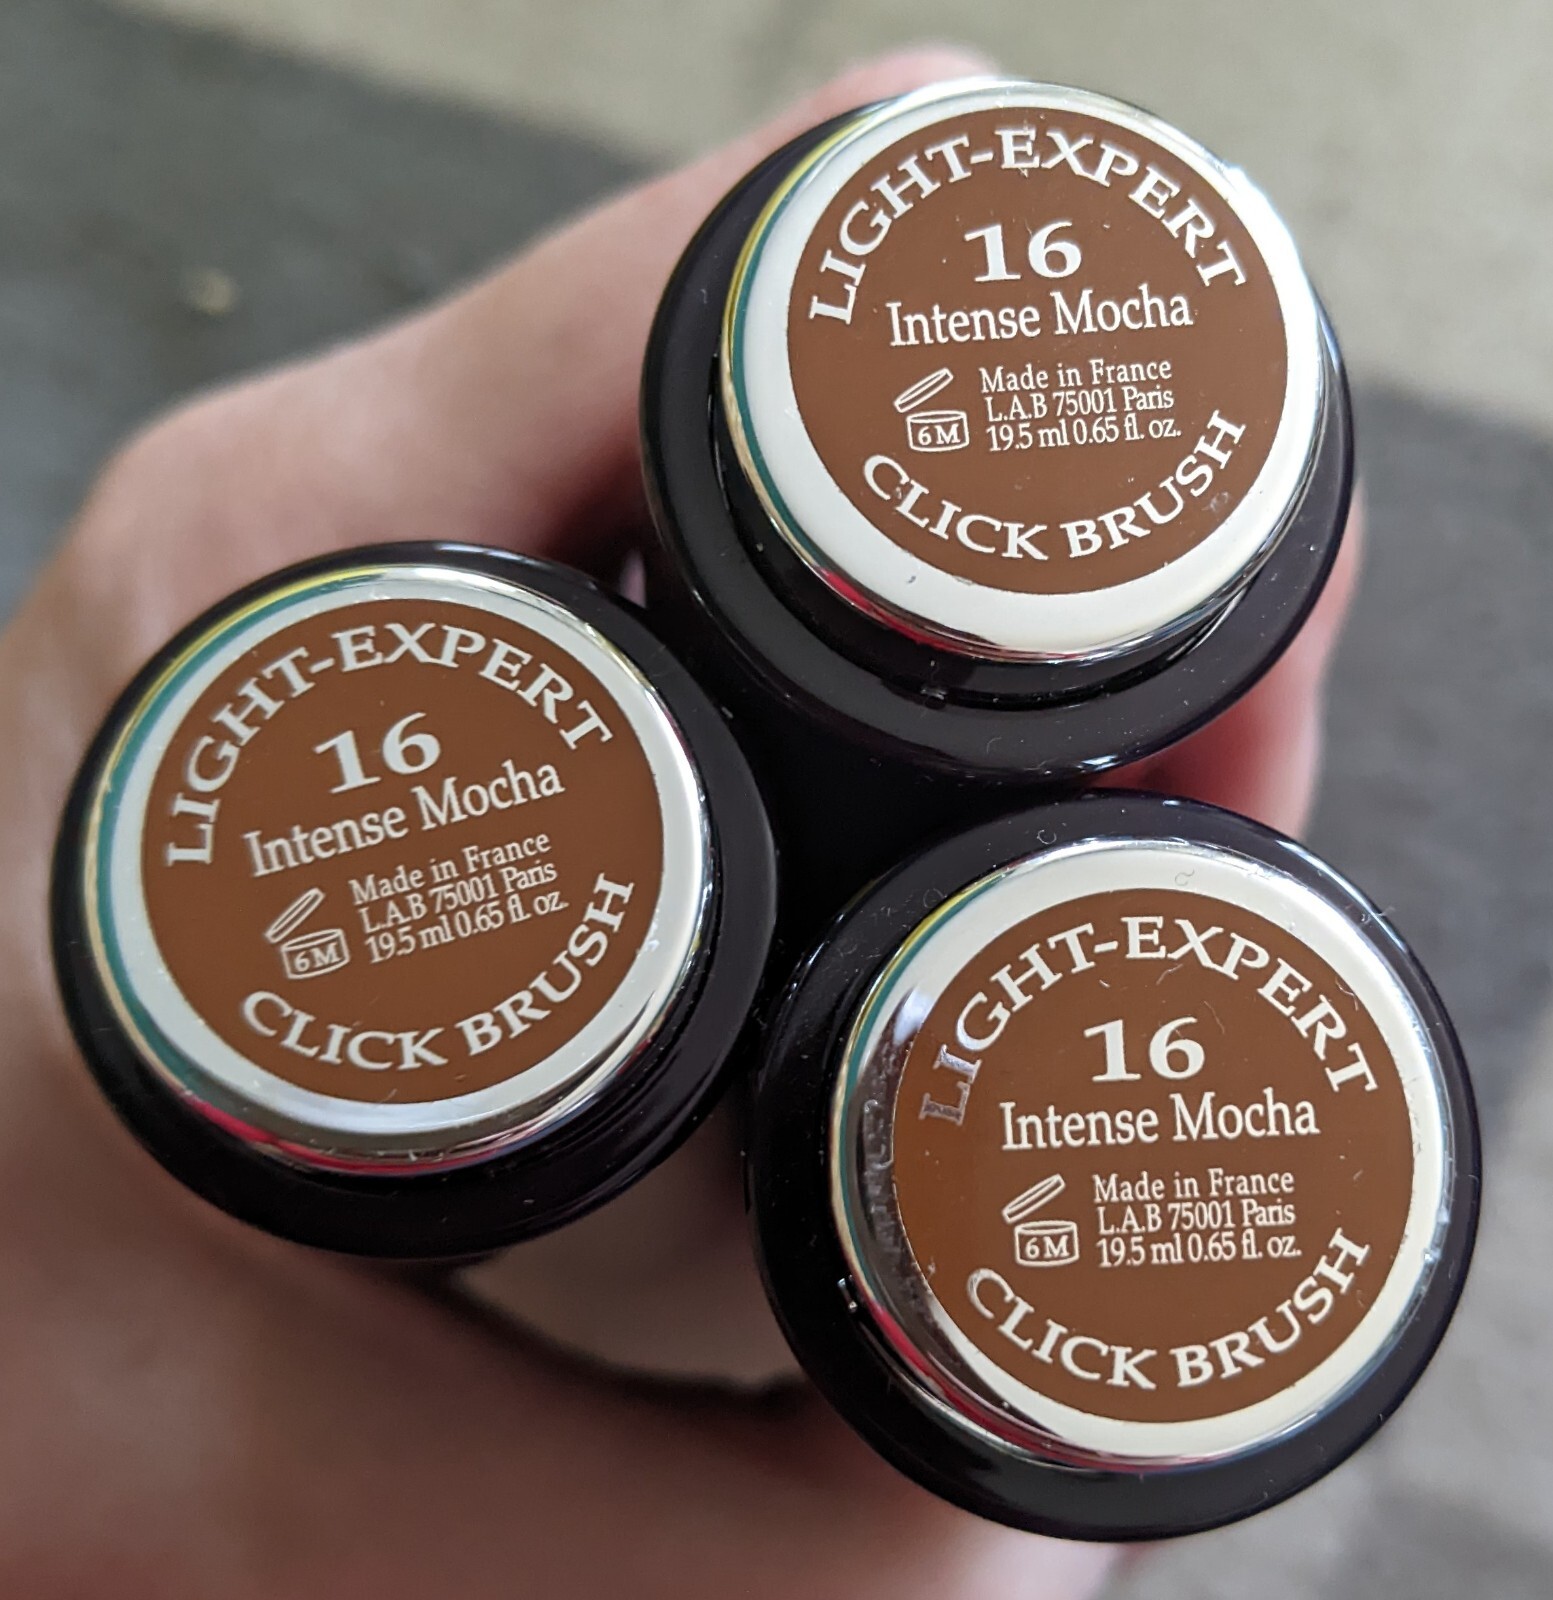 LIGHT-EXPERT
16
Intense Mocha
Made in France
L.A.B 75001 Paris
6M 19.5 ml 0.65 fl. oz.
CLICK BRUSH
LIGHT-EXPERT
16
Intense Mocha
Made in France
L.A.B 75001 Paris
6M 19.5 ml 0.65 fl. oz.
CLICK BRUSH
LIGHT-EXPERT
16
Intense Mocha
Made in France
L.A.B 75001 Paris
6M 19.5 ml 0.65 fl. oz.
CLICK BRUSH